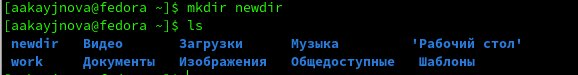 [aakayjnova@fedora ~]$ mkdir newdir
[aakayjnova@fedora ~]$ ls
newdir Видео Загрузки Музыка 'Рабочий стол'
work Документы Изображения Общедоступные Шаблоны